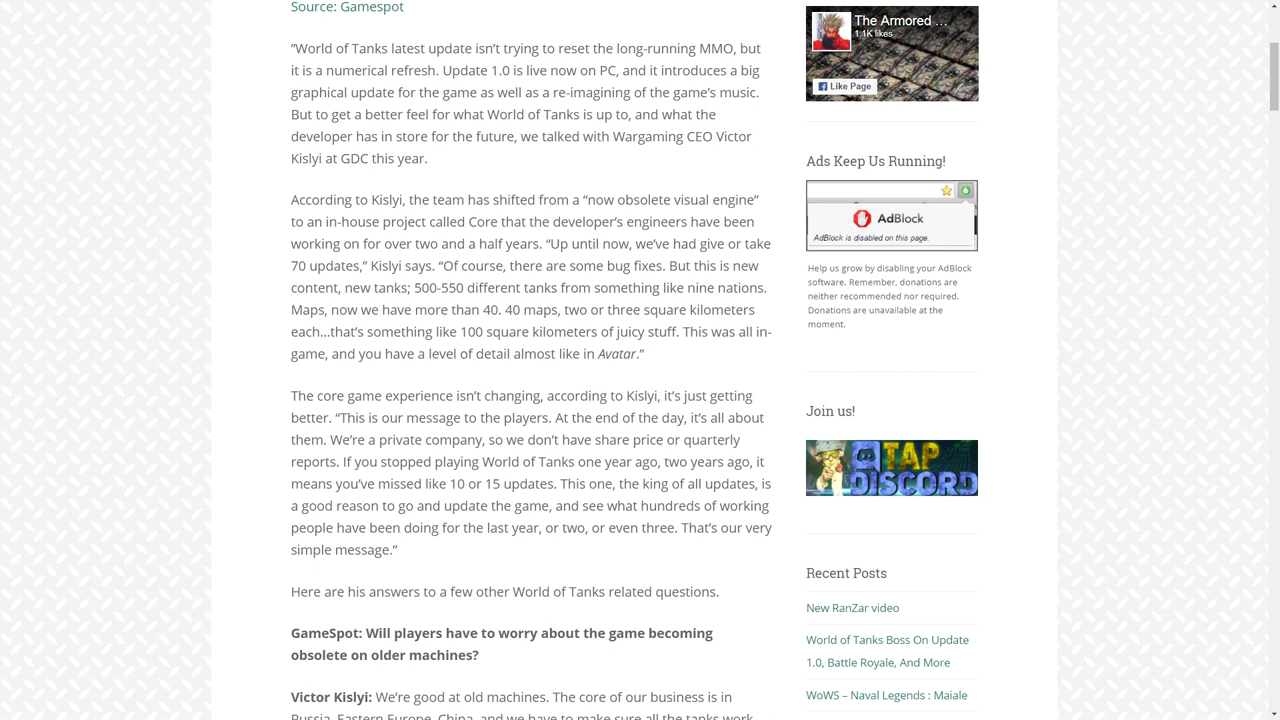 Source: Gamespot
”World of Tanks latest update isn’t trying to reset the long-running MMO, but
it is a numerical refresh. Update 1.0 is live now on PC, and it introduces a big
graphical update for the game as well as a re-imagining of the game’s music.
But to get a better feel for what World of Tanks is up to, and what the
developer has in store for the future, we talked with Wargaming CEO Victor
Kislyi at GDC this year.
According to Kislyi, the team has shifted from a “now obsolete visual engine”
to an in-house project called Core that the developer’s engineers have been
working on for over two and a half years. “Up until now, we’ve had give or take
70 updates,” Kislyi says. “Of course, there are some bug fixes. But this is new
content, new tanks; 500-550 different tanks from something like nine nations.
Maps, now we have more than 40. 40 maps, two or three square kilometers
each…that’s something like 100 square kilometers of juicy stuff. This was all in-
game, and you have a level of detail almost like in Avatar.”
The core game experience isn’t changing, according to Kislyi, it’s just getting
better. “This is our message to the players. At the end of the day, it’s all about
them. We’re a private company, so we don’t have share price or quarterly
reports. If you stopped playing World of Tanks one year ago, two years ago, it
means you’ve missed like 10 or 15 updates. This one, the king of all updates, is
a good reason to go and update the game, and see what hundreds of working
people have been doing for the last year, or two, or even three. That’s our very
simple message.”
Here are his answers to a few other World of Tanks related questions.
GameSpot: Will players have to worry about the game becoming
obsolete on older machines?
Victor Kislyi: We’re good at old machines. The core of our business is in
Russia, Eastern Europe, China, and we have to make sure all the tanks work
The Armored …
1.1K likes
Like Page
Ads Keep Us Running!
AdBlock
AdBlock is disabled on this page.
Help us grow by disabling your AdBlock
software. Remember, donations are
neither recommended nor required.
Donations are unavailable at the
moment.
Join us!
TAP
DISCORD
Recent Posts
New RanZar video
World of Tanks Boss On Update
1.0, Battle Royale, And More
WoWS – Naval Legends : Maiale